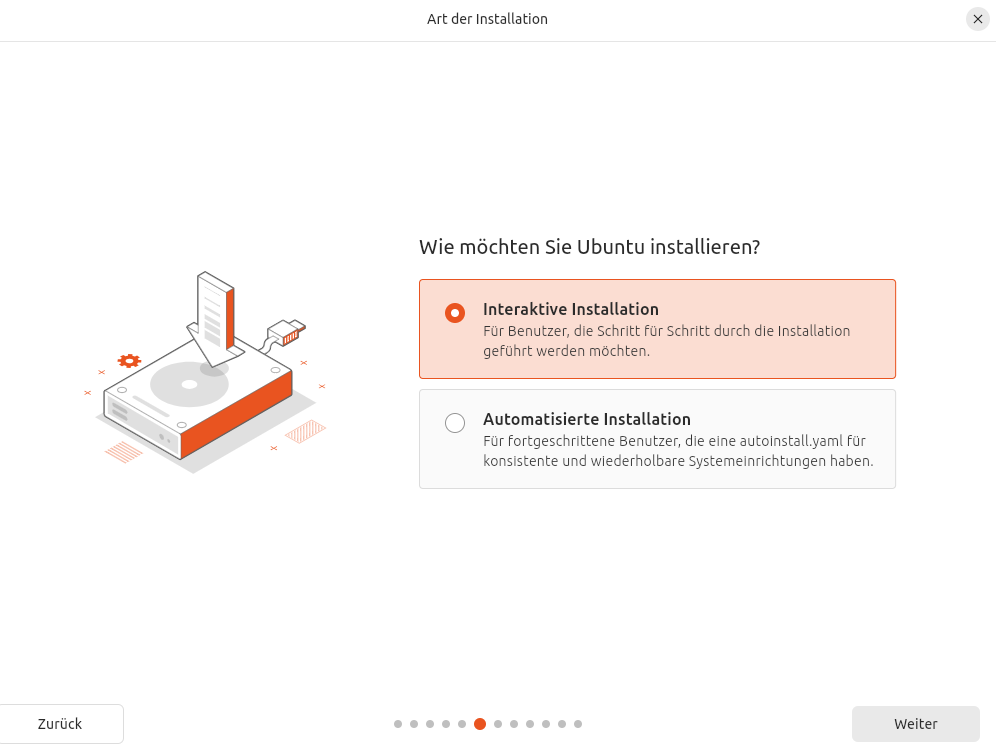 Art der Installation
Wie möchten Sie Ubuntu installieren?
Interaktive Installation
Für Benutzer, die Schritt für Schritt durch die Installation
geführt werden möchten.
Automatisierte Installation
Für fortgeschrittene Benutzer, die eine autoinstall.yaml für
konsistente und wiederholbare Systemeinrichtungen haben.
Zurück
Weiter